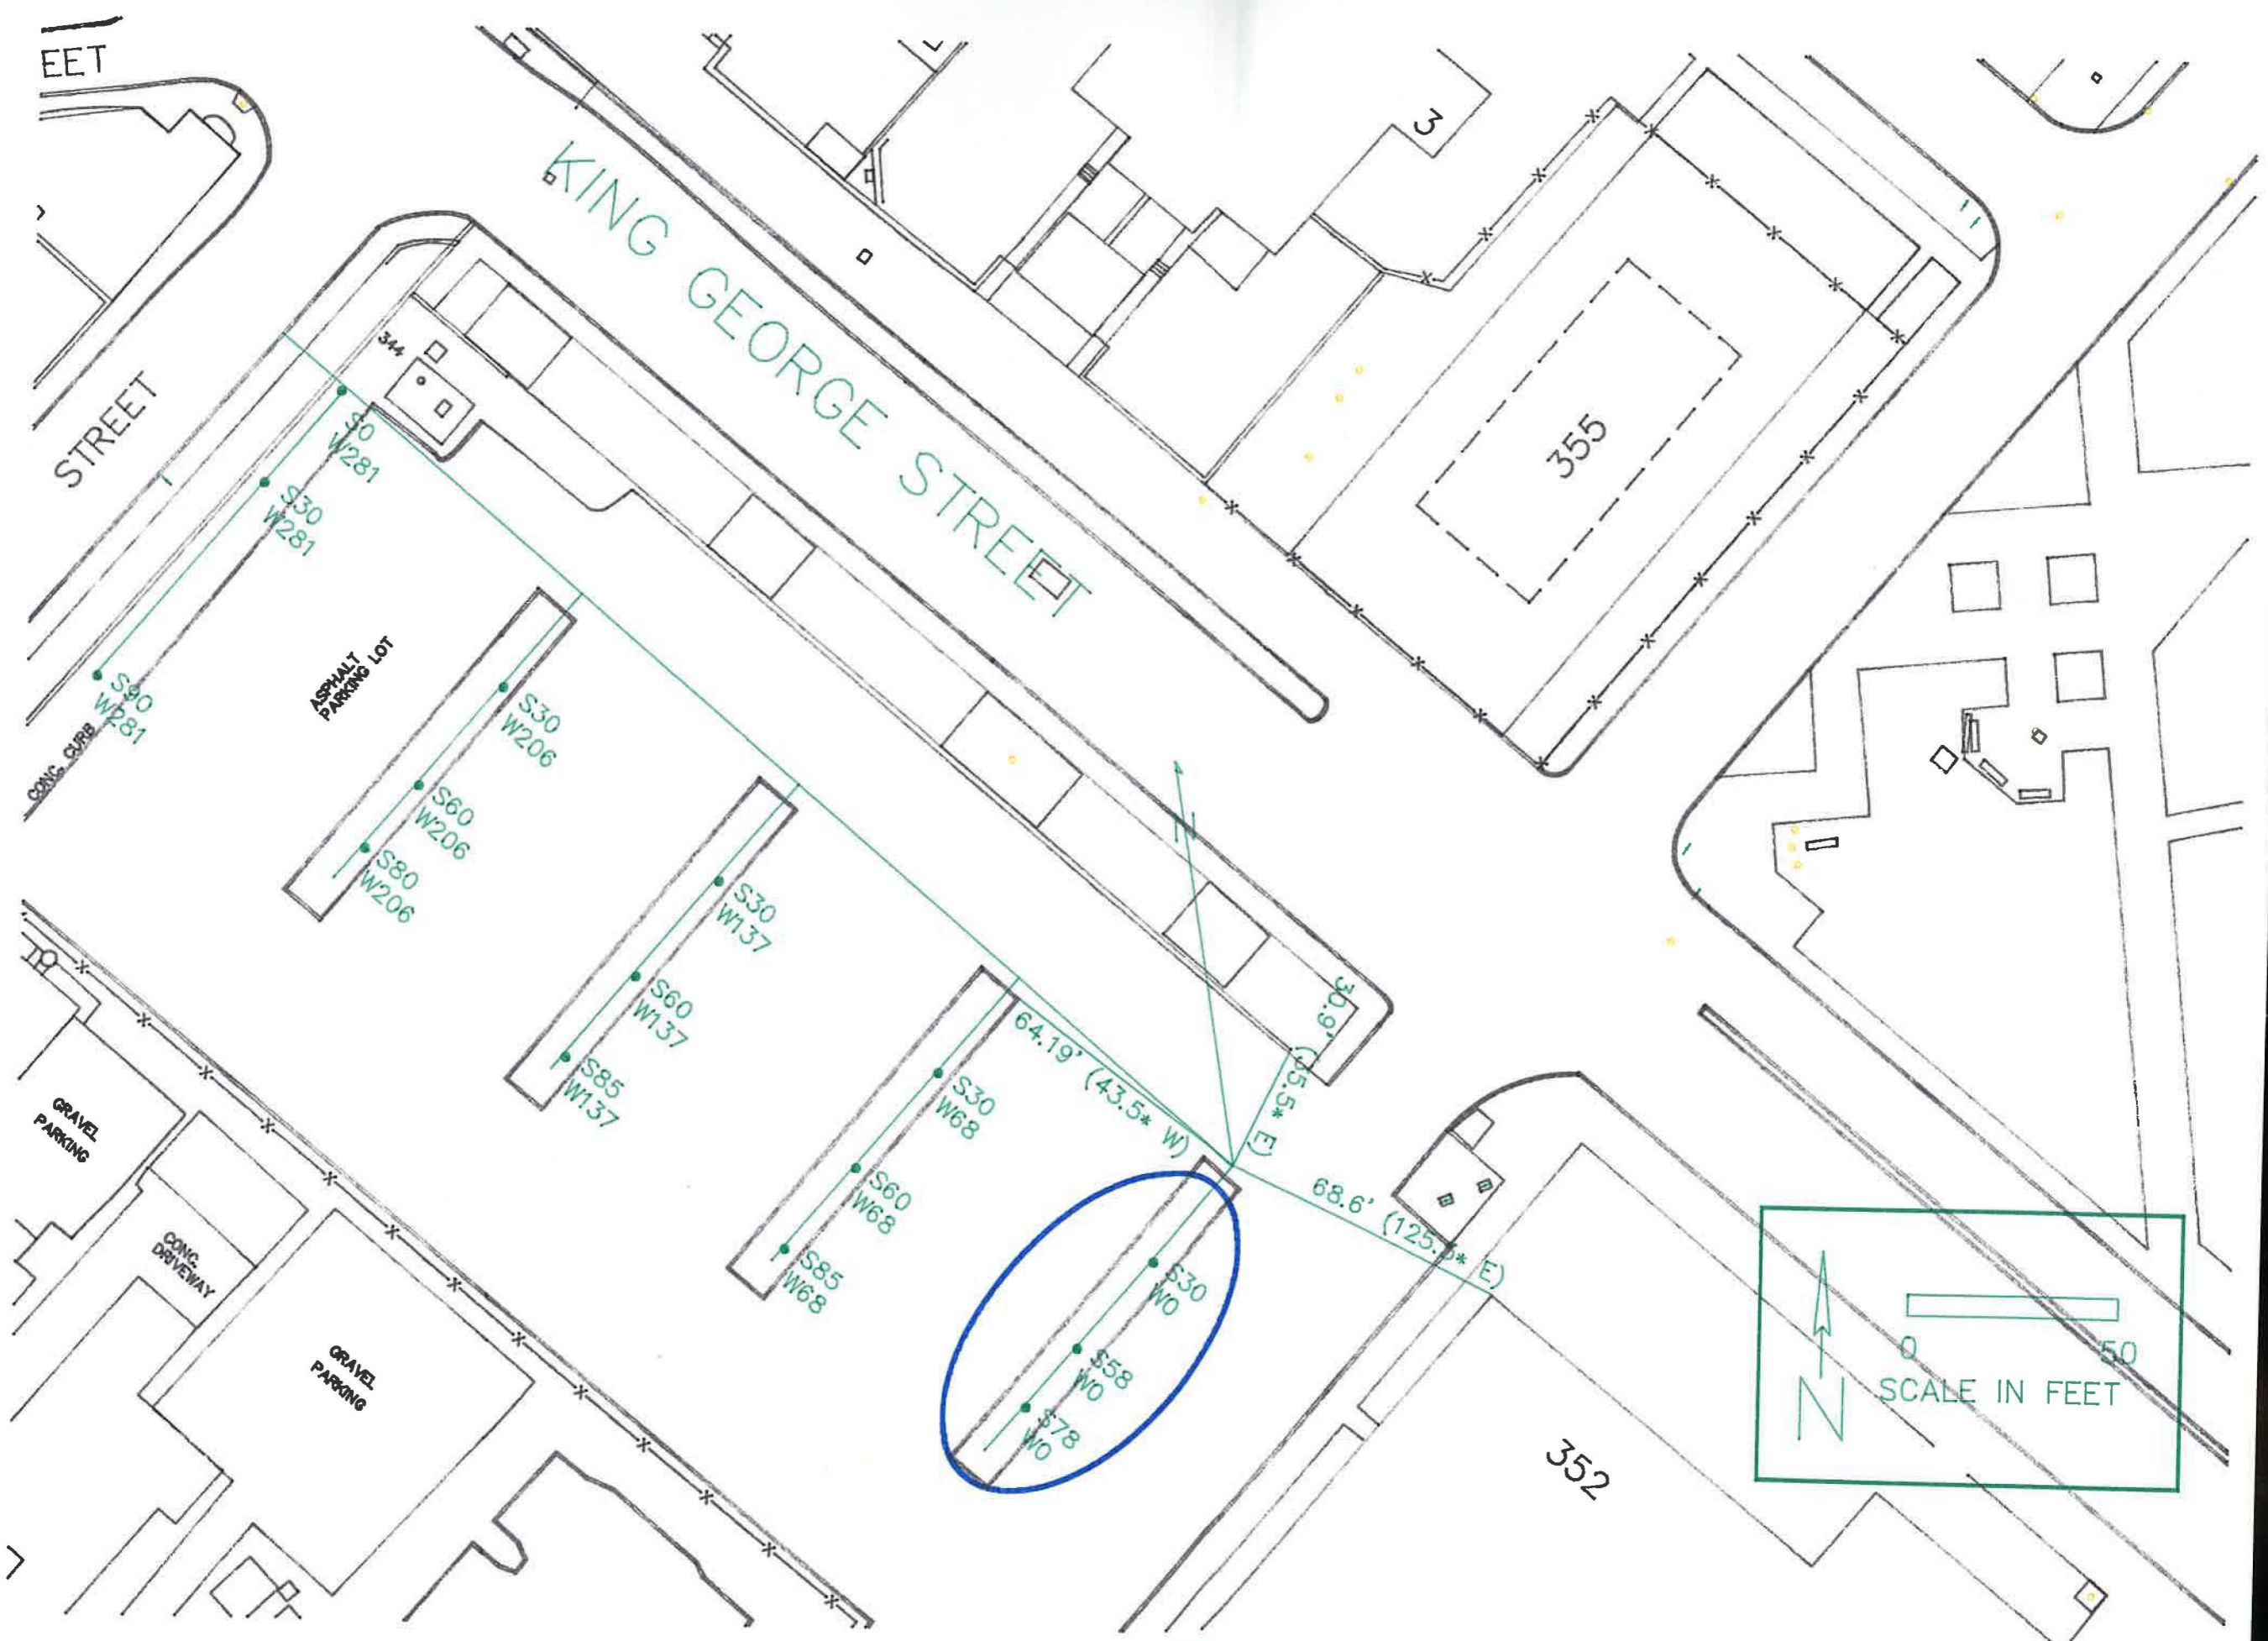 EET
STREET
KING GEORGE STREET
3
355
344
S0
W281
S30
W281
S90
W281
CONC. CURB
ASPHALT
PARKING LOT
S30
W206
S60
W206
S80
W206
S30
W137
S60
W137
S85
W137
S30
W68
S60
W68
S85
W68
N
30.9'
64.19' (43.5* W)
68.6'
S30
W0
S58
W0
S78
W0
GRAVEL
PARKING
CONC.
DRIVEWAY
GRAVEL
PARKING
352
0
50
N
SCALE IN FEET